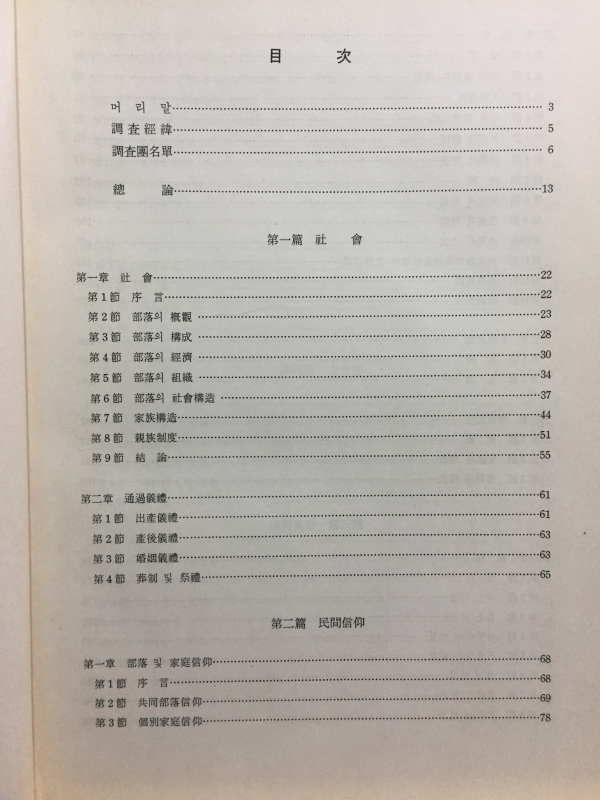 目 次
머 리 말 3
調査經緯 5
調査團名單 6
總 論 13
第一篇 社 會
第一章 社 會 22
第1節 序 言 22
第2節 部落의 槪觀 23
第3節 部落의 構成 28
第4節 部落의 經濟 30
第5節 部落의 組織 34
第6節 部落의 社會構造 37
第7節 家族構造 44
第8節 親族制度 51
第9節 結 論 55
第二章 通過儀禮 61
第1節 出產儀禮 61
第2節 產後儀禮 63
第3節 婚姻儀禮 63
第4節 葬制 및 祭禮 65
第二篇 民間信仰
第一章 部落 및 家庭信仰 68
第1節 序 言 68
第2節 共同部落信仰 69
第3節 個別家庭信仰 78